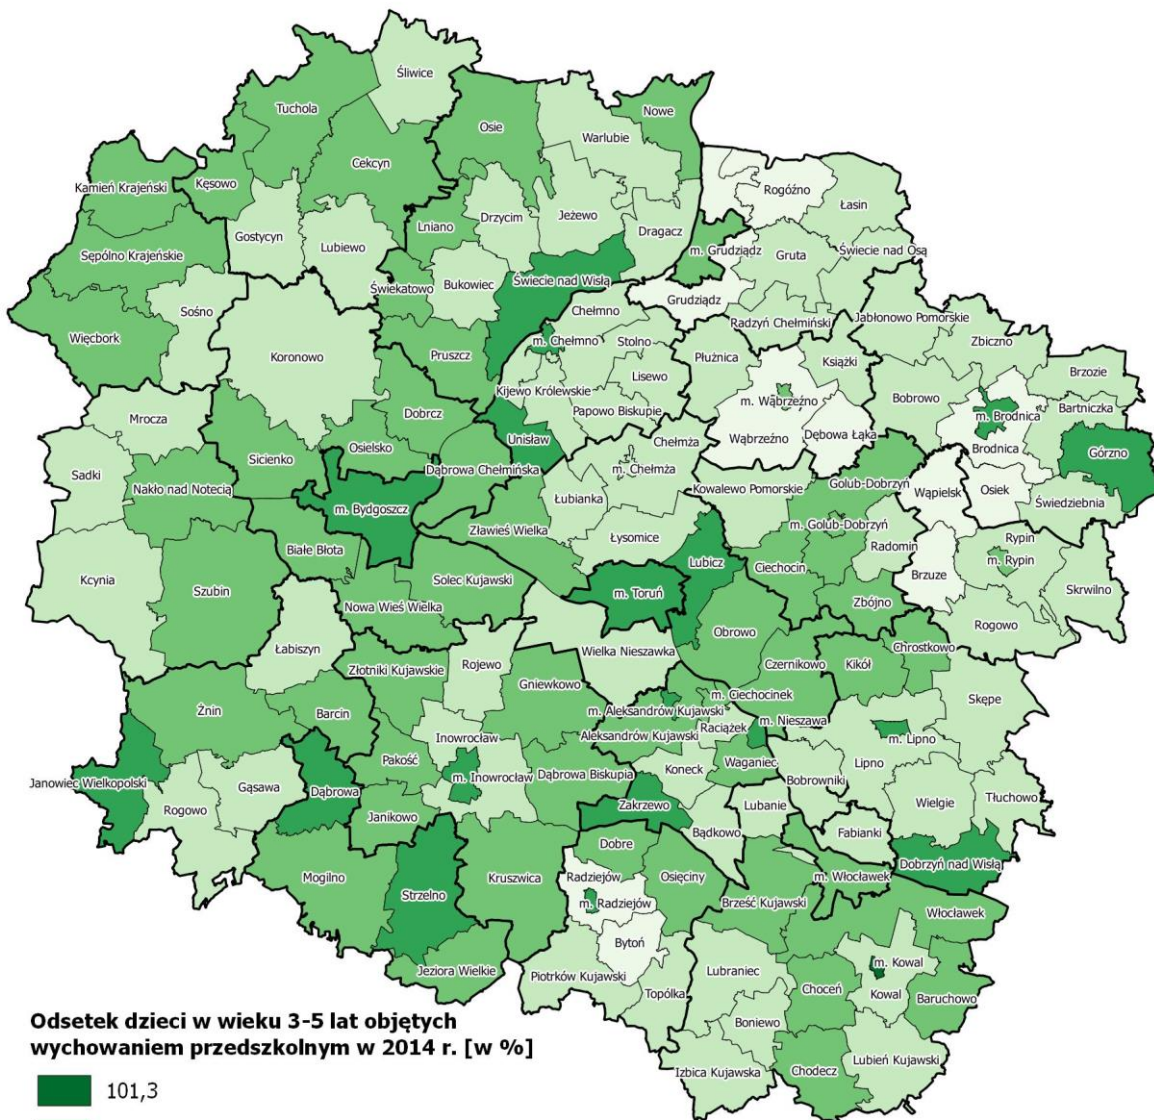 Śliwice
Tuchola
Osie
Nowe
Warlubie
Cekcyn
Rogóźno
Kamień Krajeński
Kęsowo
Łasin
Drzycim
Jeżewo
Lniano
Gostycyn
Lubiewo
Dragacz
Sępólno Krajeńskie
m. Grudziądz
Gruta
Świecie nad Osą
Świecie nad Wisłą
Świekatowo
Bukowiec
Grudziądz
Sośno
Chełmno
Radzyń Chełmiński
Jabłonowo Pomorskie
Więcbork
m. Chełmno
Stolno
Zbiczno
Koronowo
Pruszcz
Płużnica
Książki
Brzozie
Lisewo
Kijewo Królewskie
Bobrowo
m. Wąbrzeźno
Bartniczka
Papowo Biskupie
Dobrcz
m. Brodnica
Mrocza
Unisław
Chełmża
Wąbrzeźno
Dębowa Łąka
Brodnica
Górzno
Sicienko
Osielsko
Sadki
Dąbrowa Chełmińska
m. Chełmża
Golub-Dobrzyń
Nakło nad Notecią
Kowalewo Pomorskie
Wąpielsk
Osiek
Łubianka
Świedziebnia
m. Bydgoszcz
m. Golub-Dobrzyń
Zławieś Wielka
Łysomice
Rypin
Białe Błota
Radomin
m. Rypin
Lubicz
Ciechocin
Brzuze
Kcynia
Solec Kujawski
Skrwilno
Szubin
m. Toruń
Nowa Wieś Wielka
Zbójno
Rogowo
Obrowo
Łabiszyn
Chrostkowo
Wielka Nieszawka
Rojewo
Czernikowo
Kikół
Złotniki Kujawskie
Gniewkowo
m. Ciechocinek
Skępe
m. Aleksandrów Kujawski
Żnin
Barcin
m. Nieszawa
Raciążek
Inowrocław
Aleksandrów Kujawski
m. Lipno
Pakość
Waganiec
Lipno
Koneck
m. Inowrocław
Dąbrowa Biskupia
Janowiec Wielkopolski
Gąsawa
Dąbrowa
Bobrowniki
Tłuchowo
Wielgie
Rogowo
Zakrzewo
Lubanie
Janikowo
Bądkowo
Fabianki
Dobre
Dobrzyń nad Wisłą
Mogilno
Kruszwica
Radziejów
Osięciny
m. Włocławek
Strzelno
m. Radziejów
Brześć Kujawski
Włocławek
Bytoń
m. Kowal
Jeziora Wielkie
Piotrków Kujawski
Lubraniec
Choceń
Kowal
Baruchowo
Topólka
Boniewo
Lubień Kujawski
Izbica Kujawska
Chodecz
Odsetek dzieci w wieku 3-5 lat objętych
wychowaniem przedszkolnym w 2014 r. [w %]
101,3